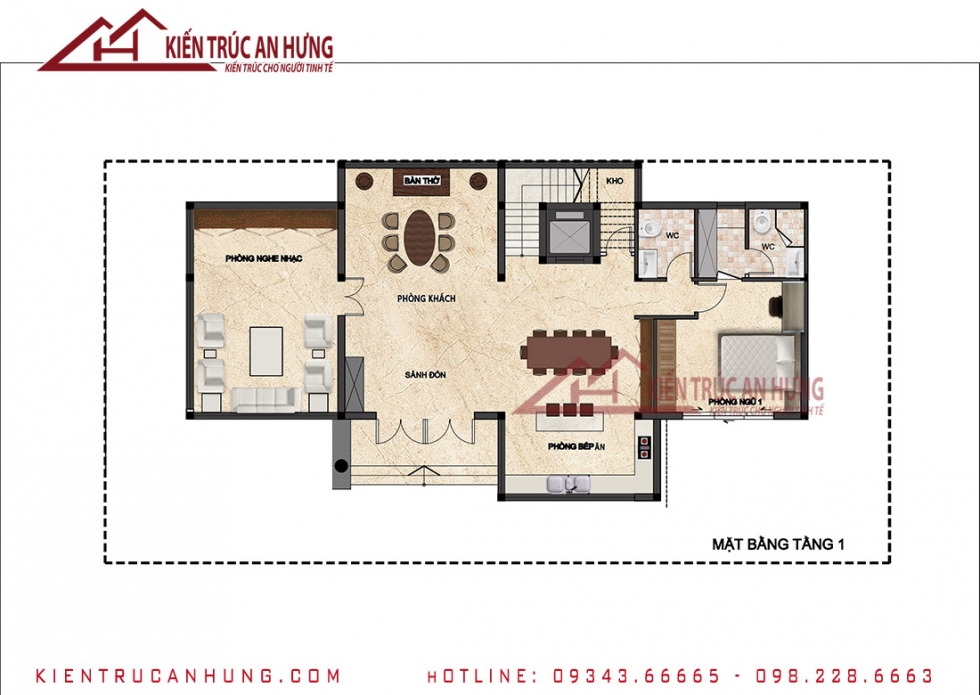 KIẾN TRÚC AN HƯNG
KIẾN TRÚC CHO NGƯỜI TINH TẾ
BÀN THỜ
KHO
WC
WC
PHÒNG NGHE NHẠC
PHÒNG KHÁCH
SẢNH ĐÓN
KIẾN TRÚC AN HƯNG
KIẾN TRÚC CHO NGƯỜI TINH TẾ
PHÒNG NGỦ 1
PHÒNG BẾP ĂN
MẶT BẰNG TẦNG 1
KIENTRUCANHUNG.COM
HOTLINE: 09343.66665 - 098.228.6663